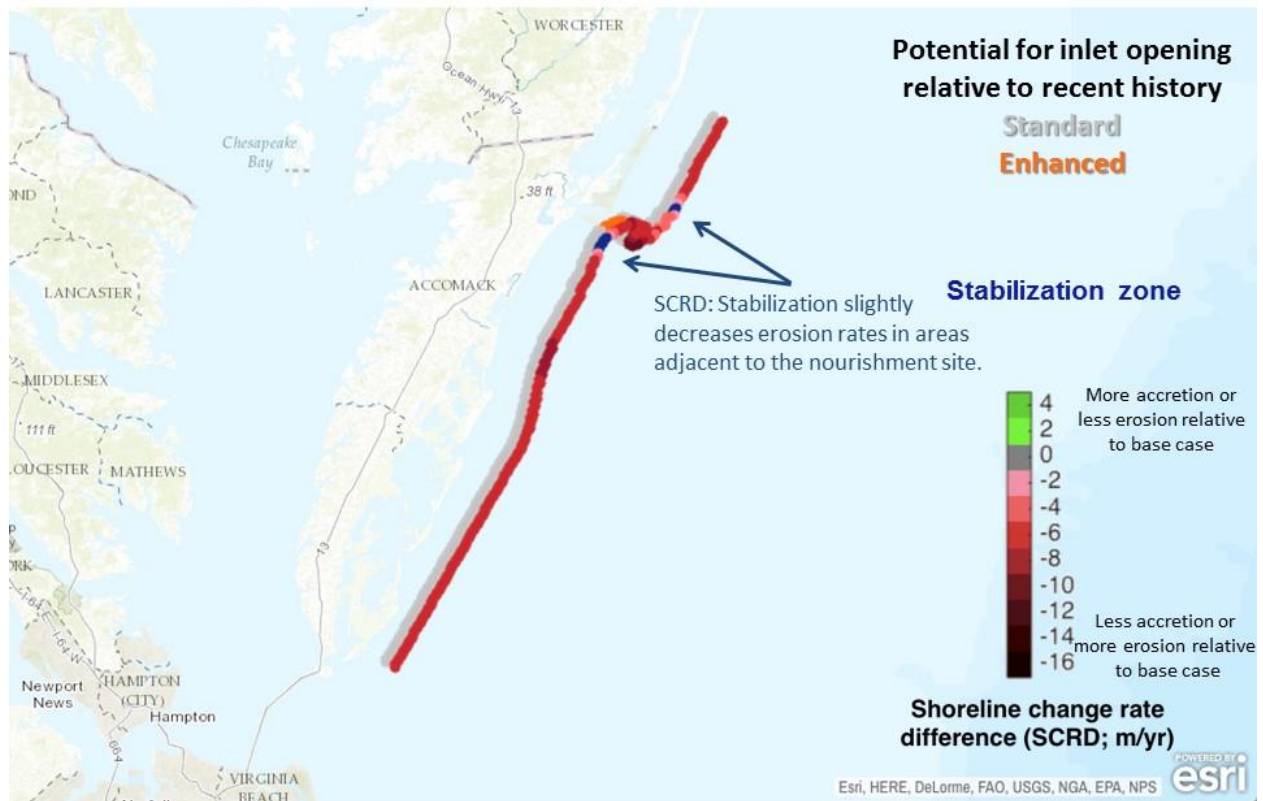 WORCESTER
Potential for inlet opening
relative to recent history
Standard
Enhanced
Ocean Hwy 13
Chesapeake
Bay
38 ft
ACCOMACK
LANCASTER
Stabilization zone
SCRD: Stabilization slightly
decreases erosion rates in areas
adjacent to the nourishment site.
17
MIDDLESEX
111 ft
MATHEWS
4
2
0
-2
-4
-6
-8
-10
-12
-14
-16
More accretion or
less erosion relative
to base case
Less accretion or
more erosion relative
to base case
13
I-64 E
I-64 W
Newport
News
HAMPTON
(CITY)
Hampton
664
VIRGINIA
BEACH
Shoreline change rate
difference (SCRD; m/yr)
POWERED BY
esri
Esri, HERE, DeLorme, FAO, USGS, NGA, EPA, NPS